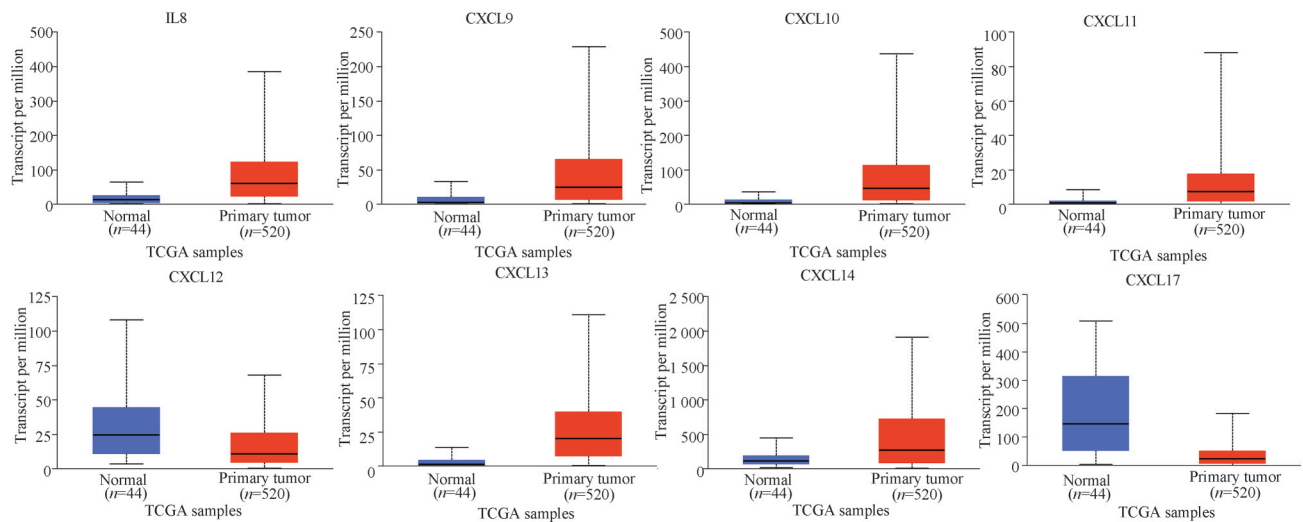 IL8
Transcript per million
500
400
300
200
100
0
Normal
(n=44)
Primary tumor
(n=520)
TCGA samples
CXCL9
Transcript per million
250
200
150
100
50
0
Normal
(n=44)
Primary tumor
(n=520)
TCGA samples
CXCL10
Transcript per million
500
400
300
200
100
0
Normal
(n=44)
Primary tumor
(n=520)
TCGA samples
CXCL11
Transcript per milliont
100
80
60
40
20
0
Normal
(n=44)
Primary tumor
(n=520)
TCGA samples
CXCL12
Transcript per million
125
100
75
50
25
0
Normal
(n=44)
Primary tumor
(n=520)
TCGA samples
CXCL13
Transcript per million
125
100
75
50
25
0
Normal
(n=44)
Primary tumor
(n=520)
TCGA samples
CXCL14
Transcript per million
2 500
2 000
1 500
1 000
500
0
Normal
(n=44)
Primary tumor
(n=520)
TCGA samples
CXCL17
Transcript per million
600
500
400
300
200
100
0
Normal
(n=44)
Primary tumor
(n=520)
TCGA samples